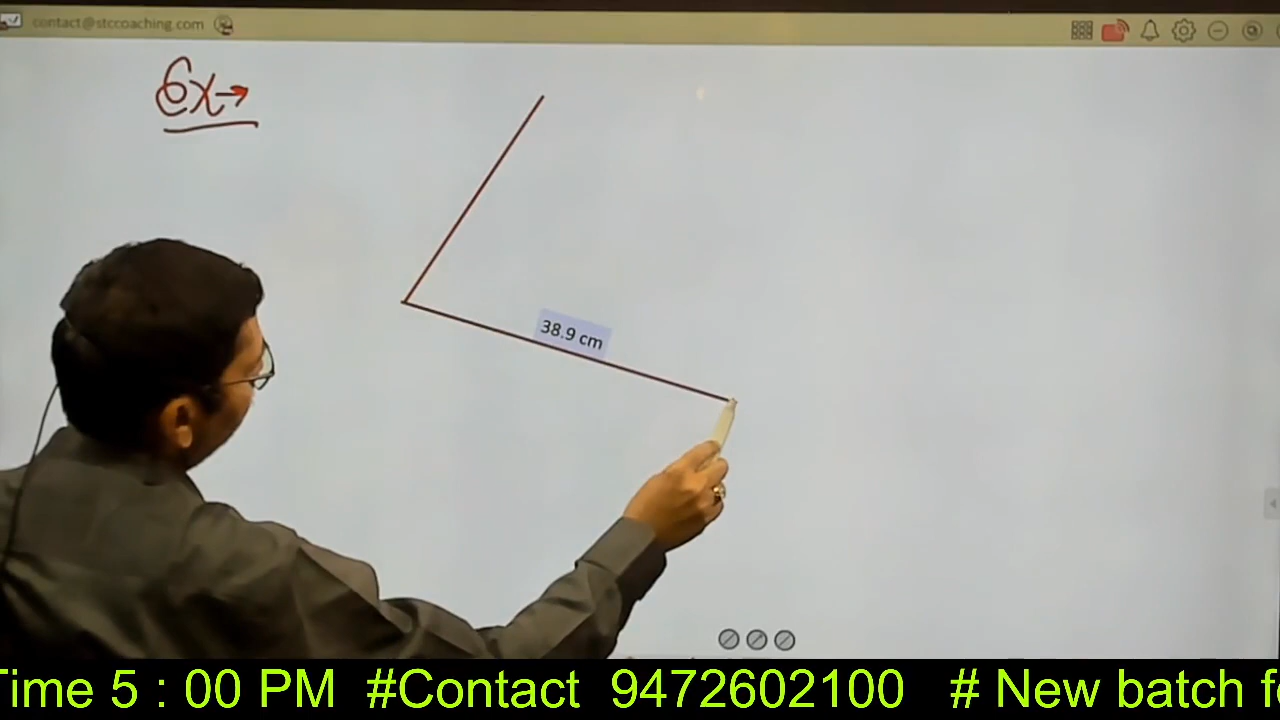 contact@stccoaching.com
Ex→
38.9 cm
Time 5 : 00 PM #Contact 9472602100 # New batch f